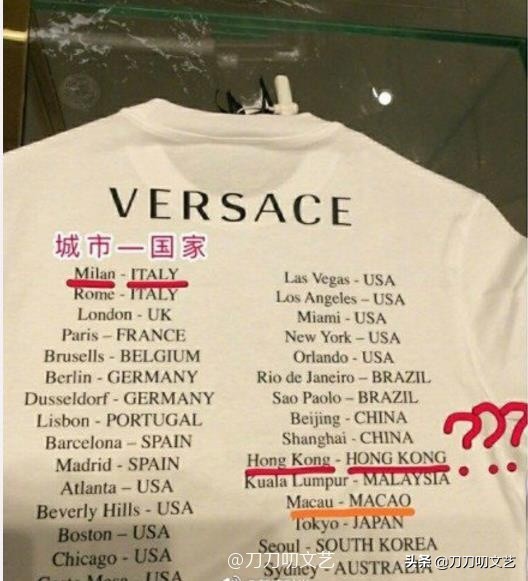 VERSACE
城市—国家
Milan - ITALY
Rome - ITALY
London - UK
Paris – FRANCE
Brusells - BELGIUM
Berlin - GERMANY
Dusseldorf - GERMANY
Lisbon - PORTUGAL
Barcelona – SPAIN
Madrid - SPAIN
Atlanta – USA
Beverly Hills - USA
Boston – USA
Chicago - USA
Las Vegas - USA
Los Angeles – USA
Miami - USA
New York – USA
Orlando - USA
Rio de Janeiro – BRAZIL
Sao Paolo – BRAZIL
Beijing - CHINA
Shanghai - CHINA
Hong Kong - HONG KONG
???...
Kuala Lumpur - MALAYSIA
Macau - MACAO
Tokyo - JAPAN
Seoul - SOUTH KOREA
Sydney - AUSTRALIA
@刀刀叨文艺
头条 @刀刀叨文艺